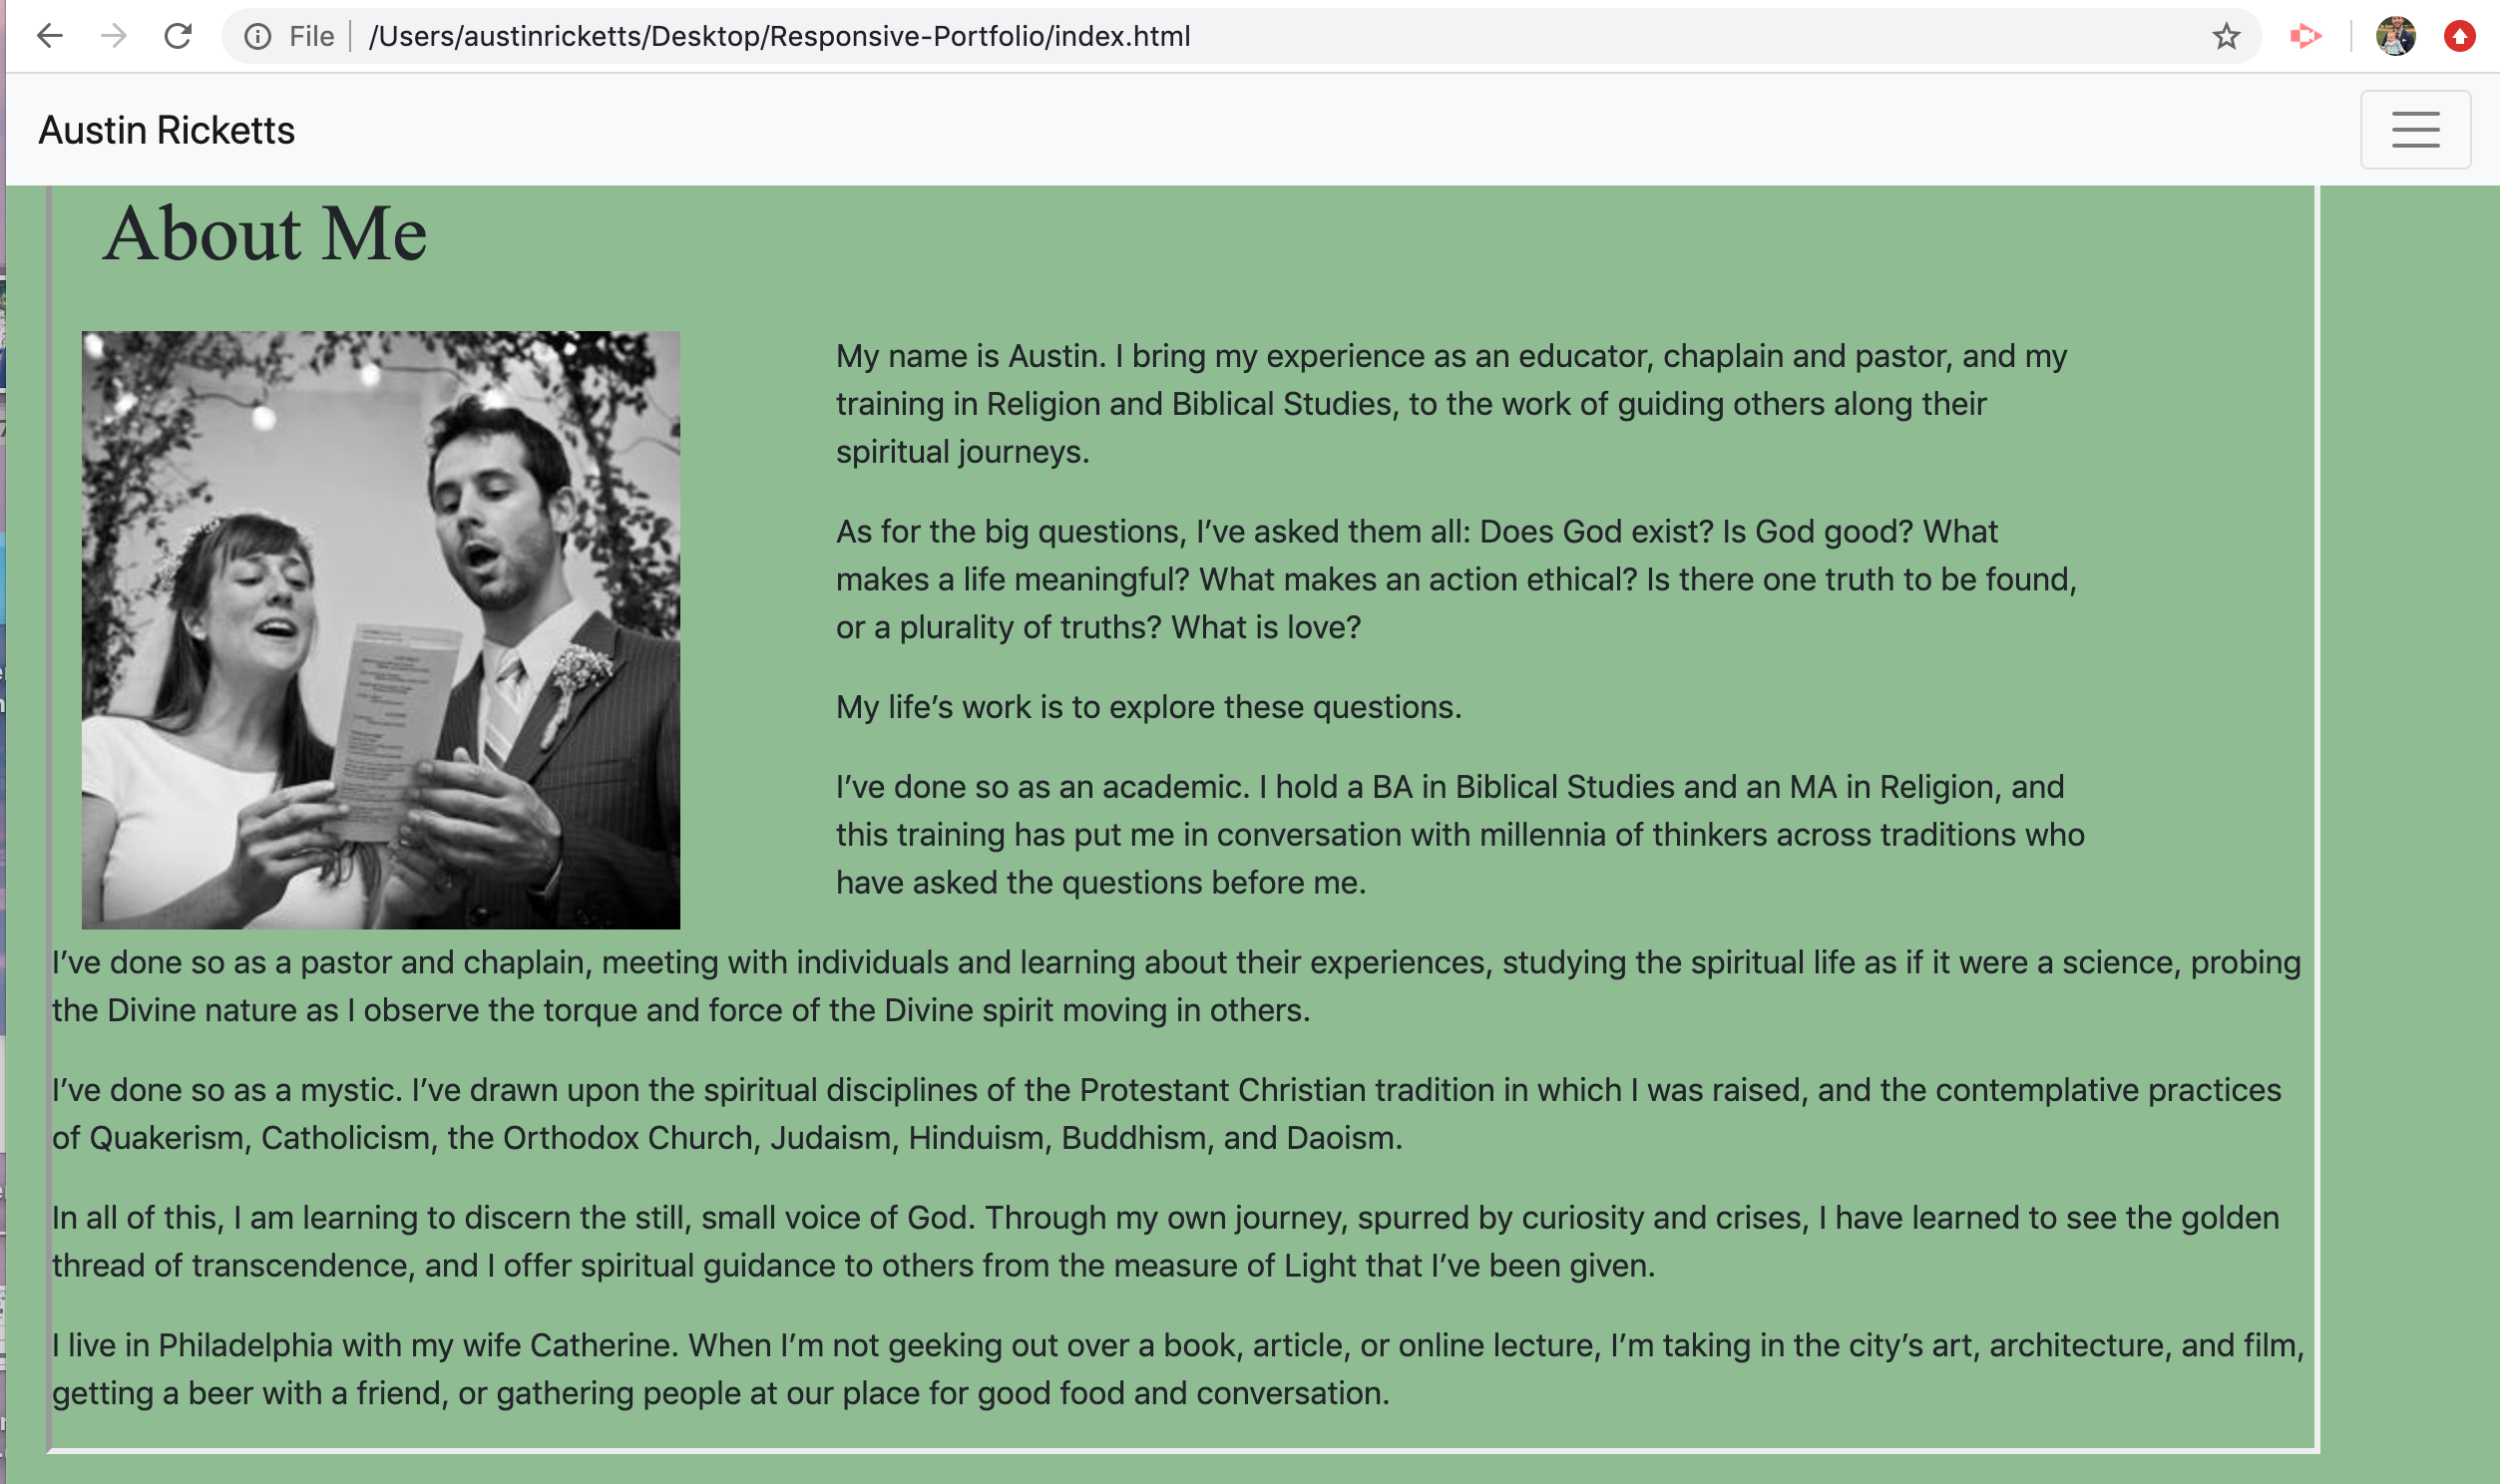 File /Users/austinricketts/Desktop/Responsive-Portfolio/index.html
Austin Ricketts
About Me
My name is Austin. I bring my experience as an educator, chaplain and pastor, and my
training in Religion and Biblical Studies, to the work of guiding others along their
spiritual journeys.
As for the big questions, I’ve asked them all: Does God exist? Is God good? What
makes a life meaningful? What makes an action ethical? Is there one truth to be found,
or a plurality of truths? What is love?
My life’s work is to explore these questions.
I’ve done so as an academic. I hold a BA in Biblical Studies and an MA in Religion, and
this training has put me in conversation with millennia of thinkers across traditions who
have asked the questions before me.
I’ve done so as a pastor and chaplain, meeting with individuals and learning about their experiences, studying the spiritual life as if it were a science, probing
the Divine nature as I observe the torque and force of the Divine spirit moving in others.
I’ve done so as a mystic. I’ve drawn upon the spiritual disciplines of the Protestant Christian tradition in which I was raised, and the contemplative practices
of Quakerism, Catholicism, the Orthodox Church, Judaism, Hinduism, Buddhism, and Daoism.
In all of this, I am learning to discern the still, small voice of God. Through my own journey, spurred by curiosity and crises, I have learned to see the golden
thread of transcendence, and I offer spiritual guidance to others from the measure of Light that I’ve been given.
I live in Philadelphia with my wife Catherine. When I’m not geeking out over a book, article, or online lecture, I’m taking in the city’s art, architecture, and film,
getting a beer with a friend, or gathering people at our place for good food and conversation.